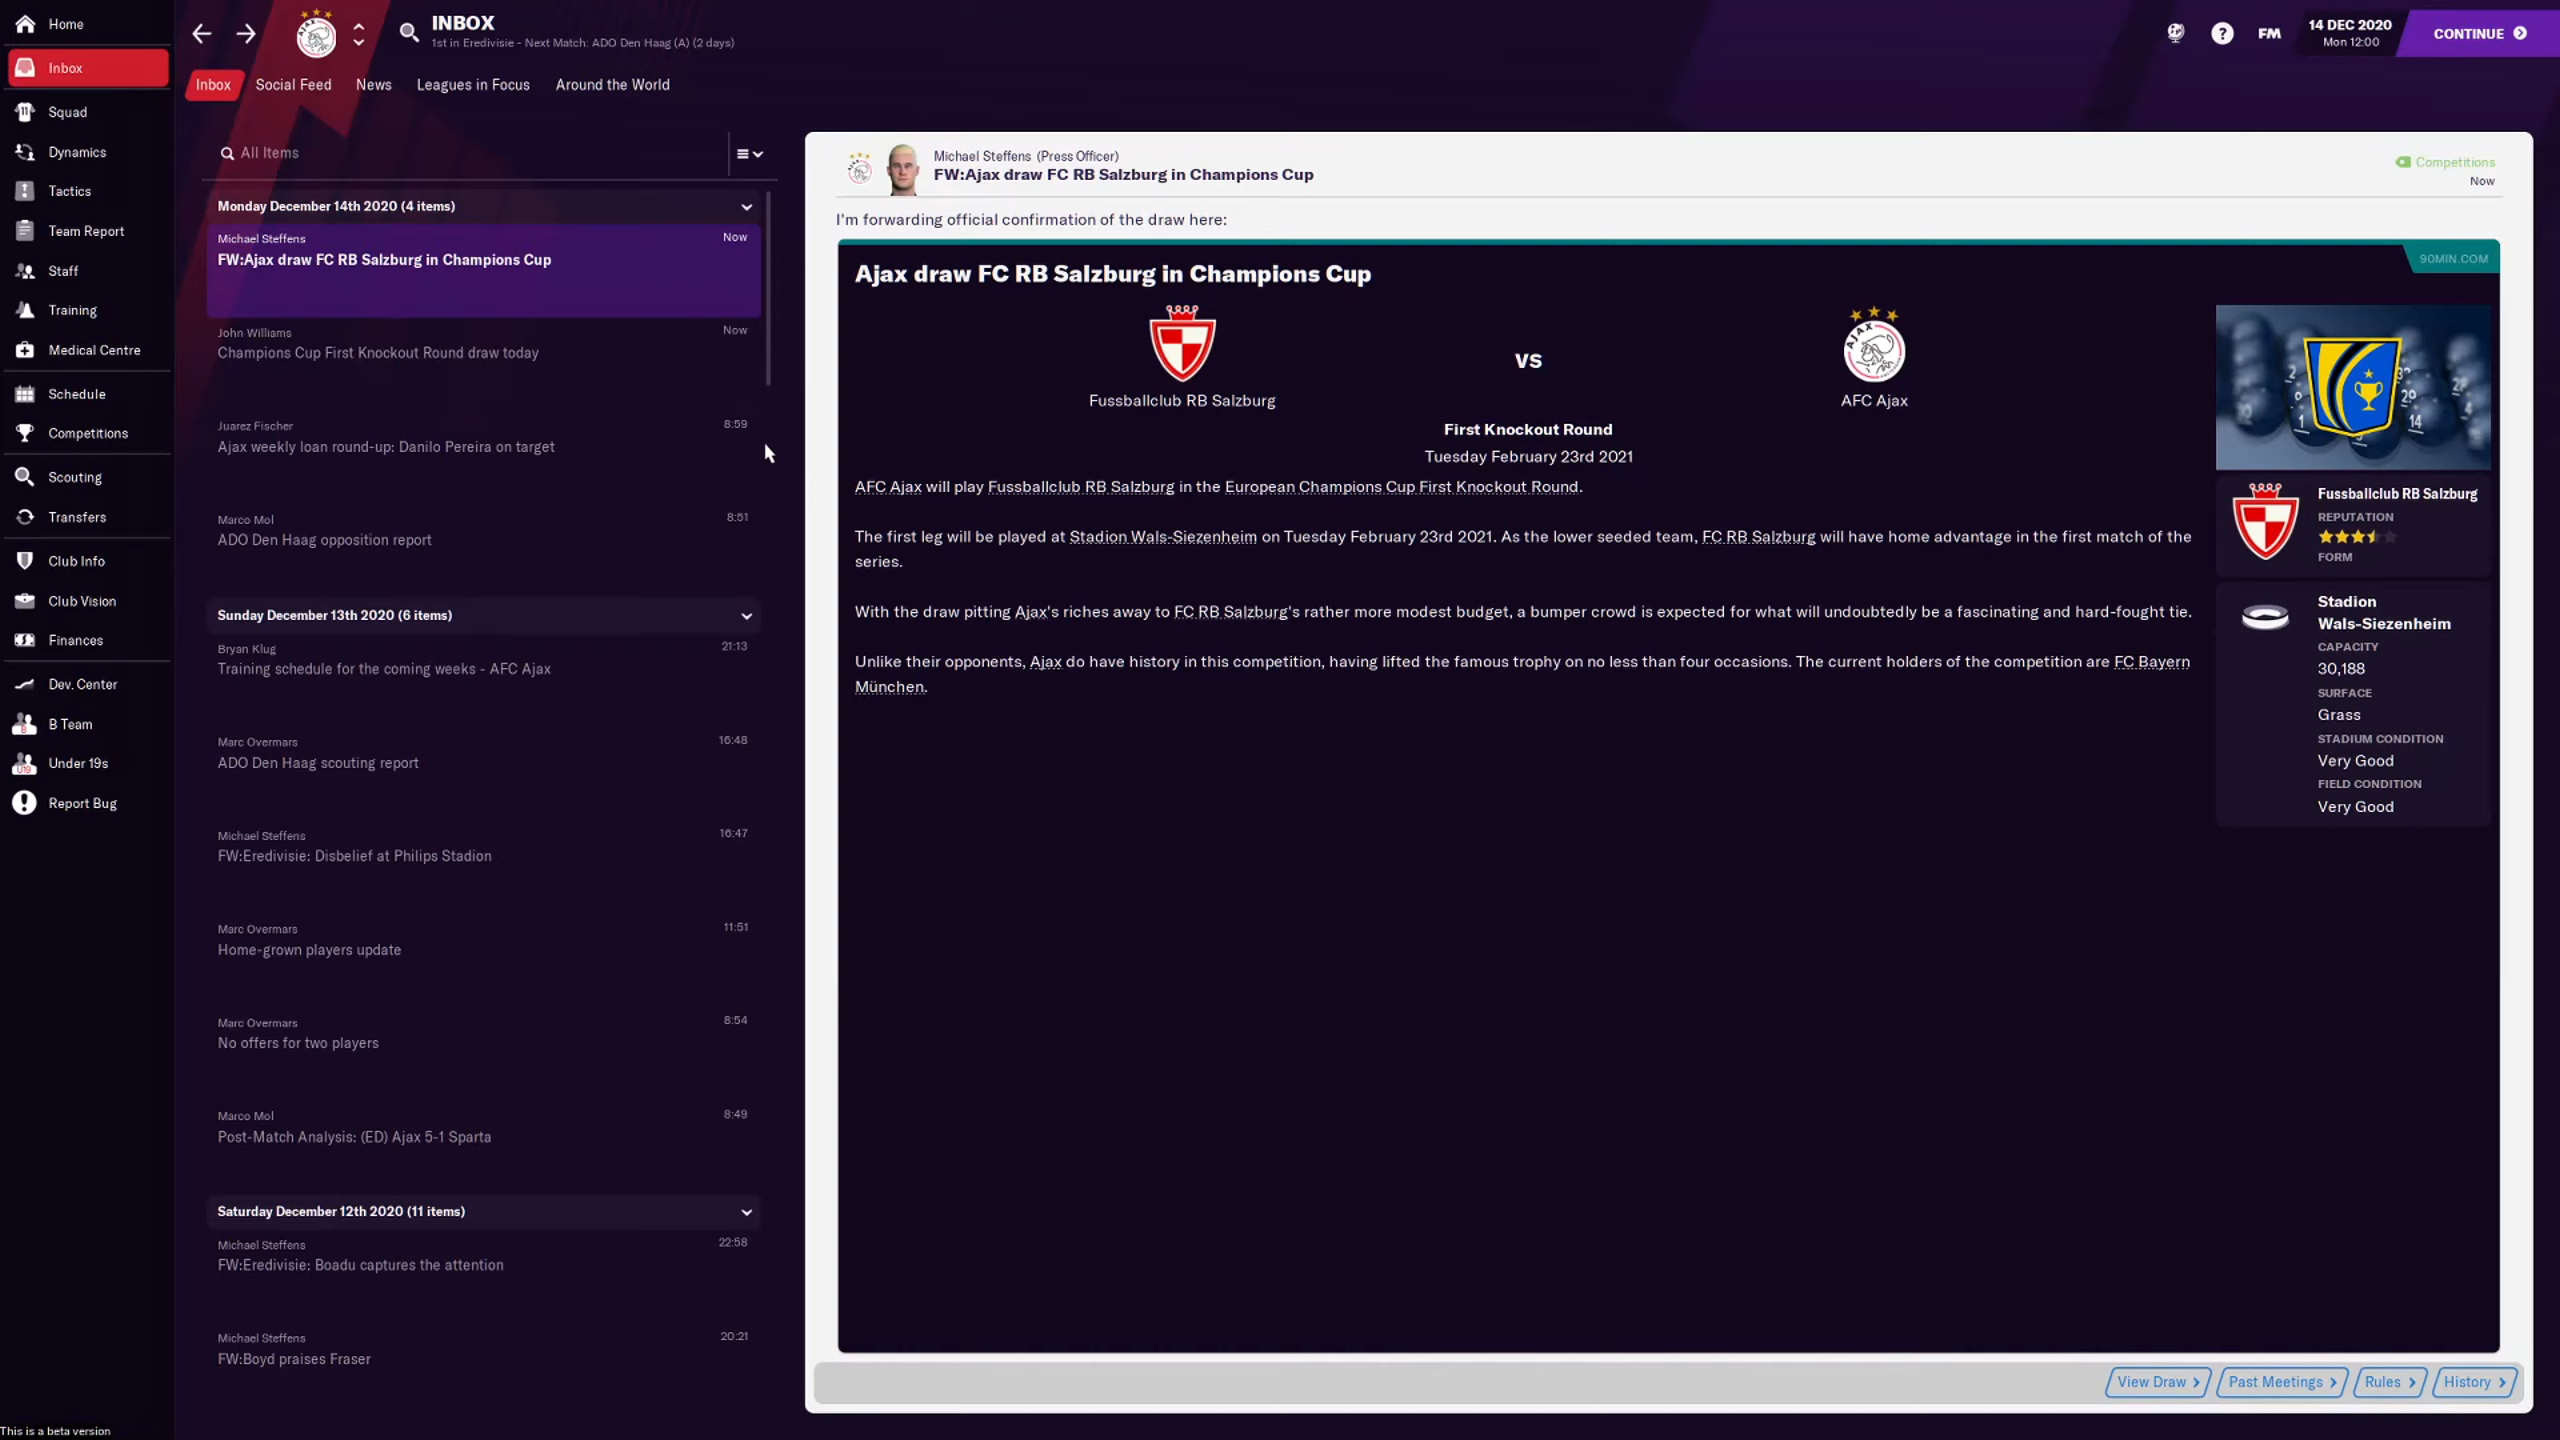 Home
Inbox
Squad
Dynamics
Tactics
Team Report
Staff
Training
Medical Centre
Schedule
Competitions
Scouting
Transfers
Club Info
Club Vision
Finances
Dev. Center
B Team
Under 19s
Report Bug
This is a beta version
INBOX
1st in Eredivisie - Next Match: ADO Den Haag (A) (2 days)
FM
14 DEC 2020
Mon 12:00
CONTINUE
Inbox Social Feed News Leagues in Focus Around the World
All Items
Monday December 14th 2020 (4 items)
Michael Steffens Now
FW:Ajax draw FC RB Salzburg in Champions Cup
John Williams Now
Champions Cup First Knockout Round draw today
Juarez Fischer 8:59
Ajax weekly loan round-up: Danilo Pereira on target
Marco Mol 8:51
ADO Den Haag opposition report
Sunday December 13th 2020 (6 items)
Bryan Klug 21:13
Training schedule for the coming weeks - AFC Ajax
Marc Overmars 16:48
ADO Den Haag scouting report
Michael Steffens 16:47
FW:Eredivisie: Disbelief at Philips Stadion
Marc Overmars 11:51
Home-grown players update
Marc Overmars 8:54
No offers for two players
Marco Mol 8:49
Post-Match Analysis: (ED) Ajax 5-1 Sparta
Saturday December 12th 2020 (11 items)
Michael Steffens 22:58
FW:Eredivisie: Boadu captures the attention
Michael Steffens 20:21
FW:Boyd praises Fraser
Michael Steffens (Press Officer)
FW:Ajax draw FC RB Salzburg in Champions Cup
Competitions
Now
I'm forwarding official confirmation of the draw here:
90MIN.COM
Ajax draw FC RB Salzburg in Champions Cup
AJAX
vs
Fussballclub RB Salzburg AFC Ajax
First Knockout Round
Tuesday February 23rd 2021
AFC Ajax will play Fussballclub RB Salzburg in the European Champions Cup First Knockout Round.
The first leg will be played at Stadion Wals-Siezenheim on Tuesday February 23rd 2021. As the lower seeded team, FC RB Salzburg will have home advantage in the first match of the
series.
With the draw pitting Ajax's riches away to FC RB Salzburg's rather more modest budget, a bumper crowd is expected for what will undoubtedly be a fascinating and hard-fought tie.
Unlike their opponents, Ajax do have history in this competition, having lifted the famous trophy on no less than four occasions. The current holders of the competition are FC Bayern
München.
Fussballclub RB Salzburg
REPUTATION
FORM
Stadion
Wals-Siezenheim
CAPACITY
30,188
SURFACE
Grass
STADIUM CONDITION
Very Good
FIELD CONDITION
Very Good
View Draw
Past Meetings
Rules
History